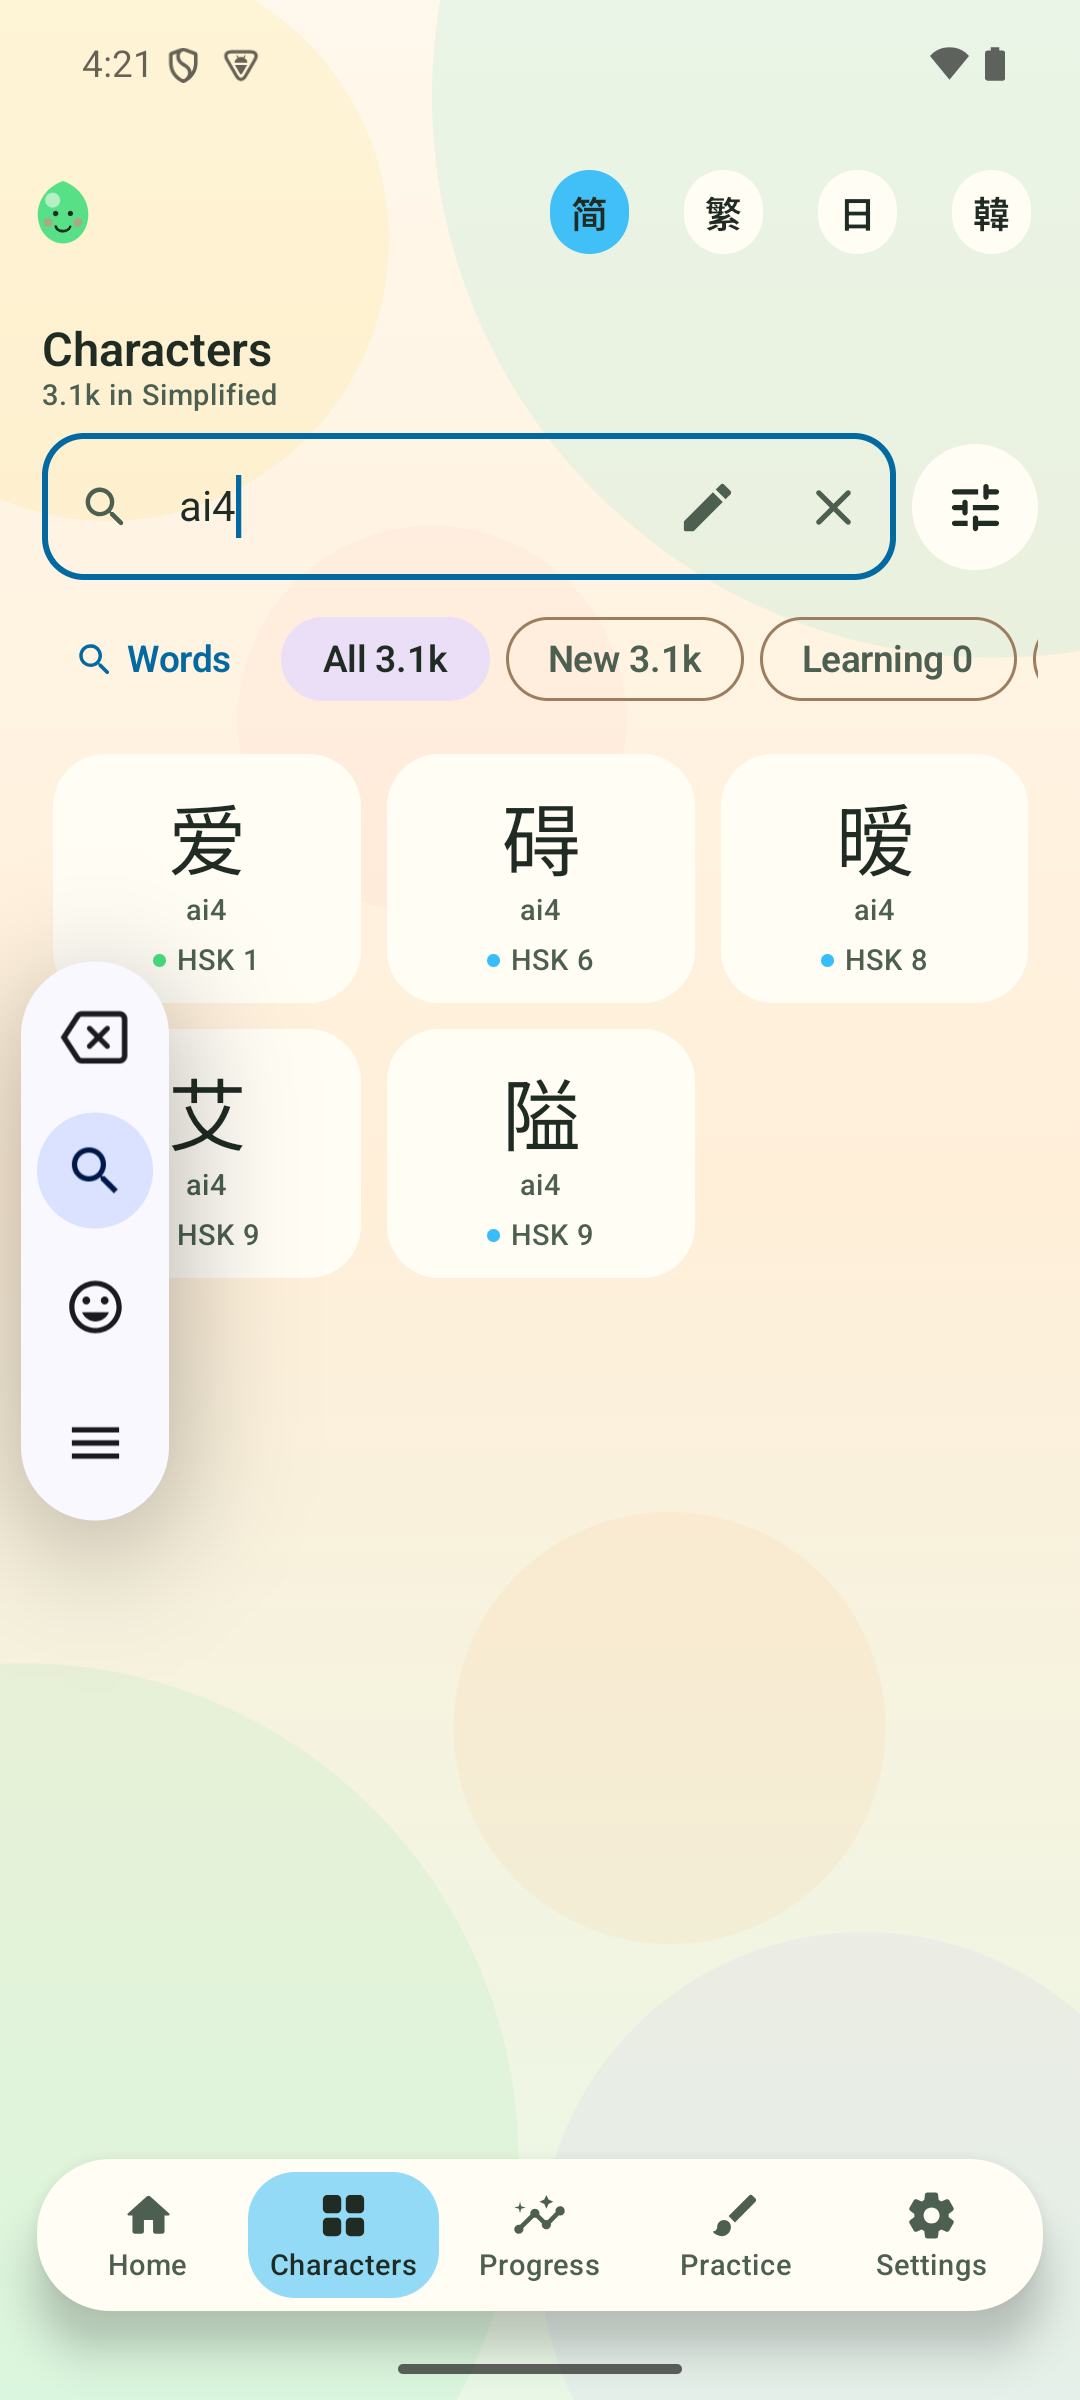 4:21
简 繁 日 韓
Characters
3.1k in Simplified
ai4
Words All 3.1k New 3.1k Learning 0
爱 碍 暧
ai4 ai4 ai4
HSK 1 HSK 6 HSK 8
艾 隘
ai4 ai4
HSK 9 HSK 9
Home Characters Progress Practice Settings